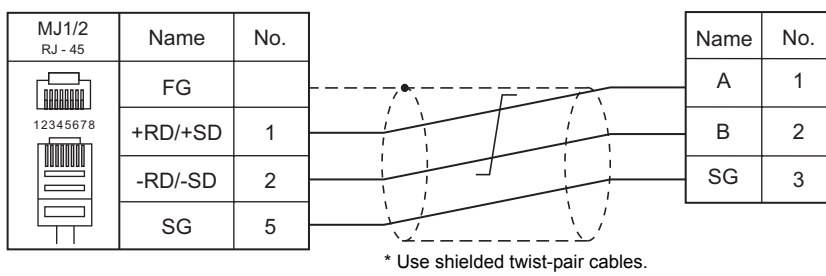 MJ1/2 Name No.
RJ - 45
FG
12345678
+RD/+SD 1
-RD/-SD 2
SG 5
Name No.
A 1
B 2
SG 3
* Use shielded twist-pair cables.